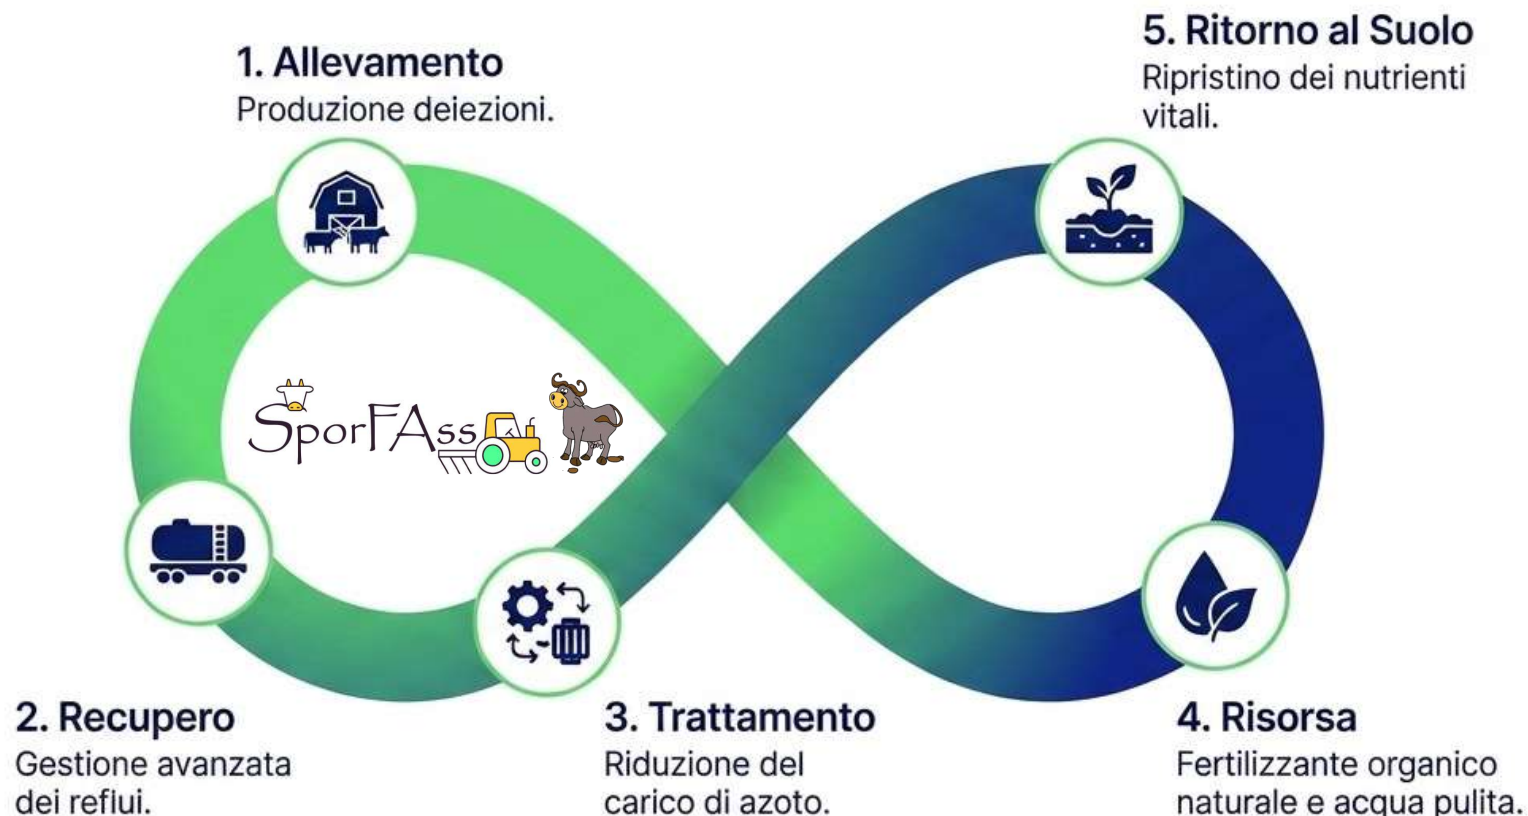 1. Allevamento
Produzione deiezioni.
5. Ritorno al Suolo
Ripristino dei nutrienti
vitali.
SporFAss
2. Recupero
Gestione avanzata
dei reflui.
3. Trattamento
Riduzione del
carico di azoto.
4. Risorsa
Fertilizzante organico
naturale e acqua pulita.